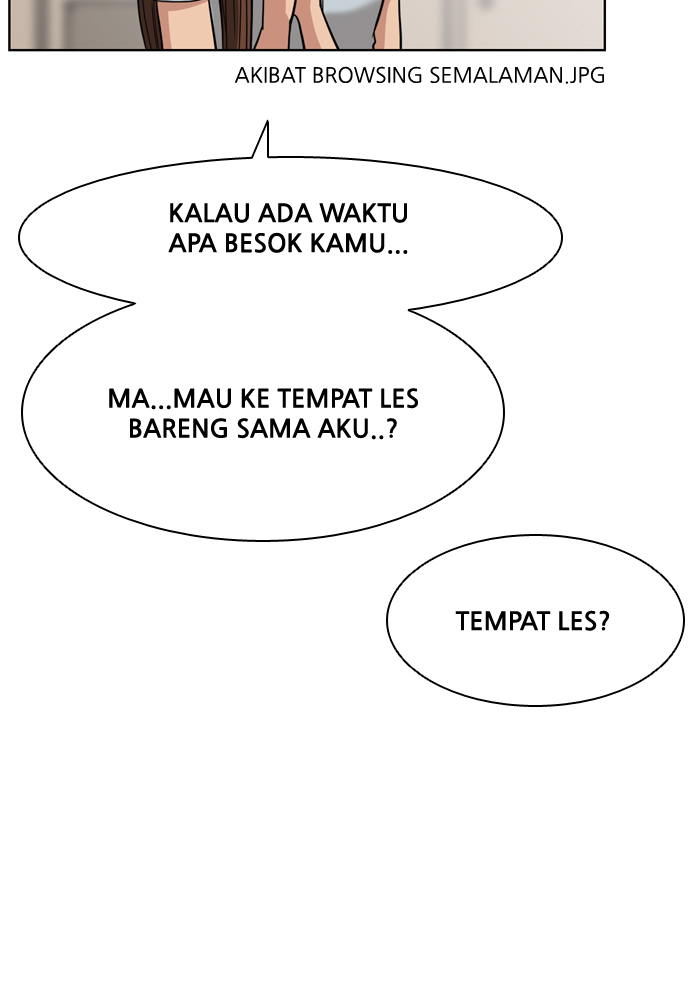 AKIBAT BROWSING SEMALAMAN.JPG
KALAU ADA WAKTU
APA BESOK KAMU...
MA...MAU KE TEMPAT LES
BARENG SAMA AKU..?
TEMPAT LES?